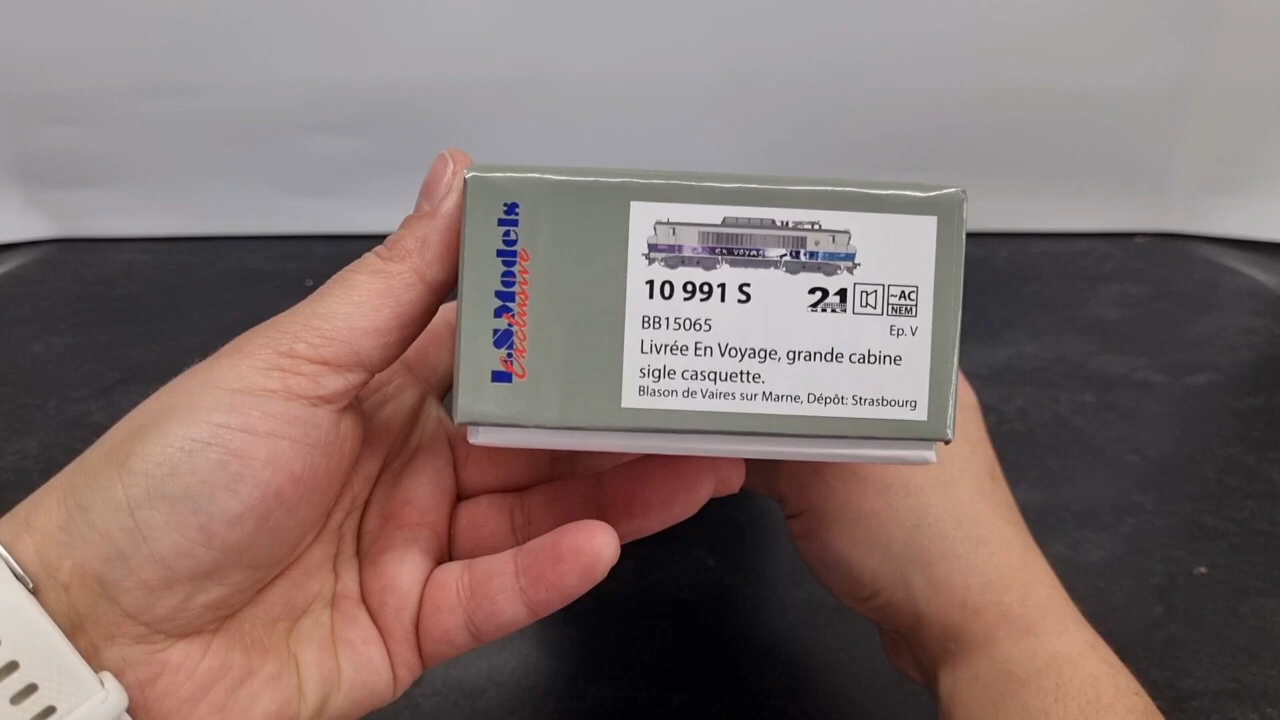 L.S.Models
Exclusive
en voyage
10 991 S
21
~AC
NEM
BB15065
Ep. V
Livrée En Voyage, grande cabine
sigle casquette.
Blason de Vaires sur Marne, Dépôt: Strasbourg